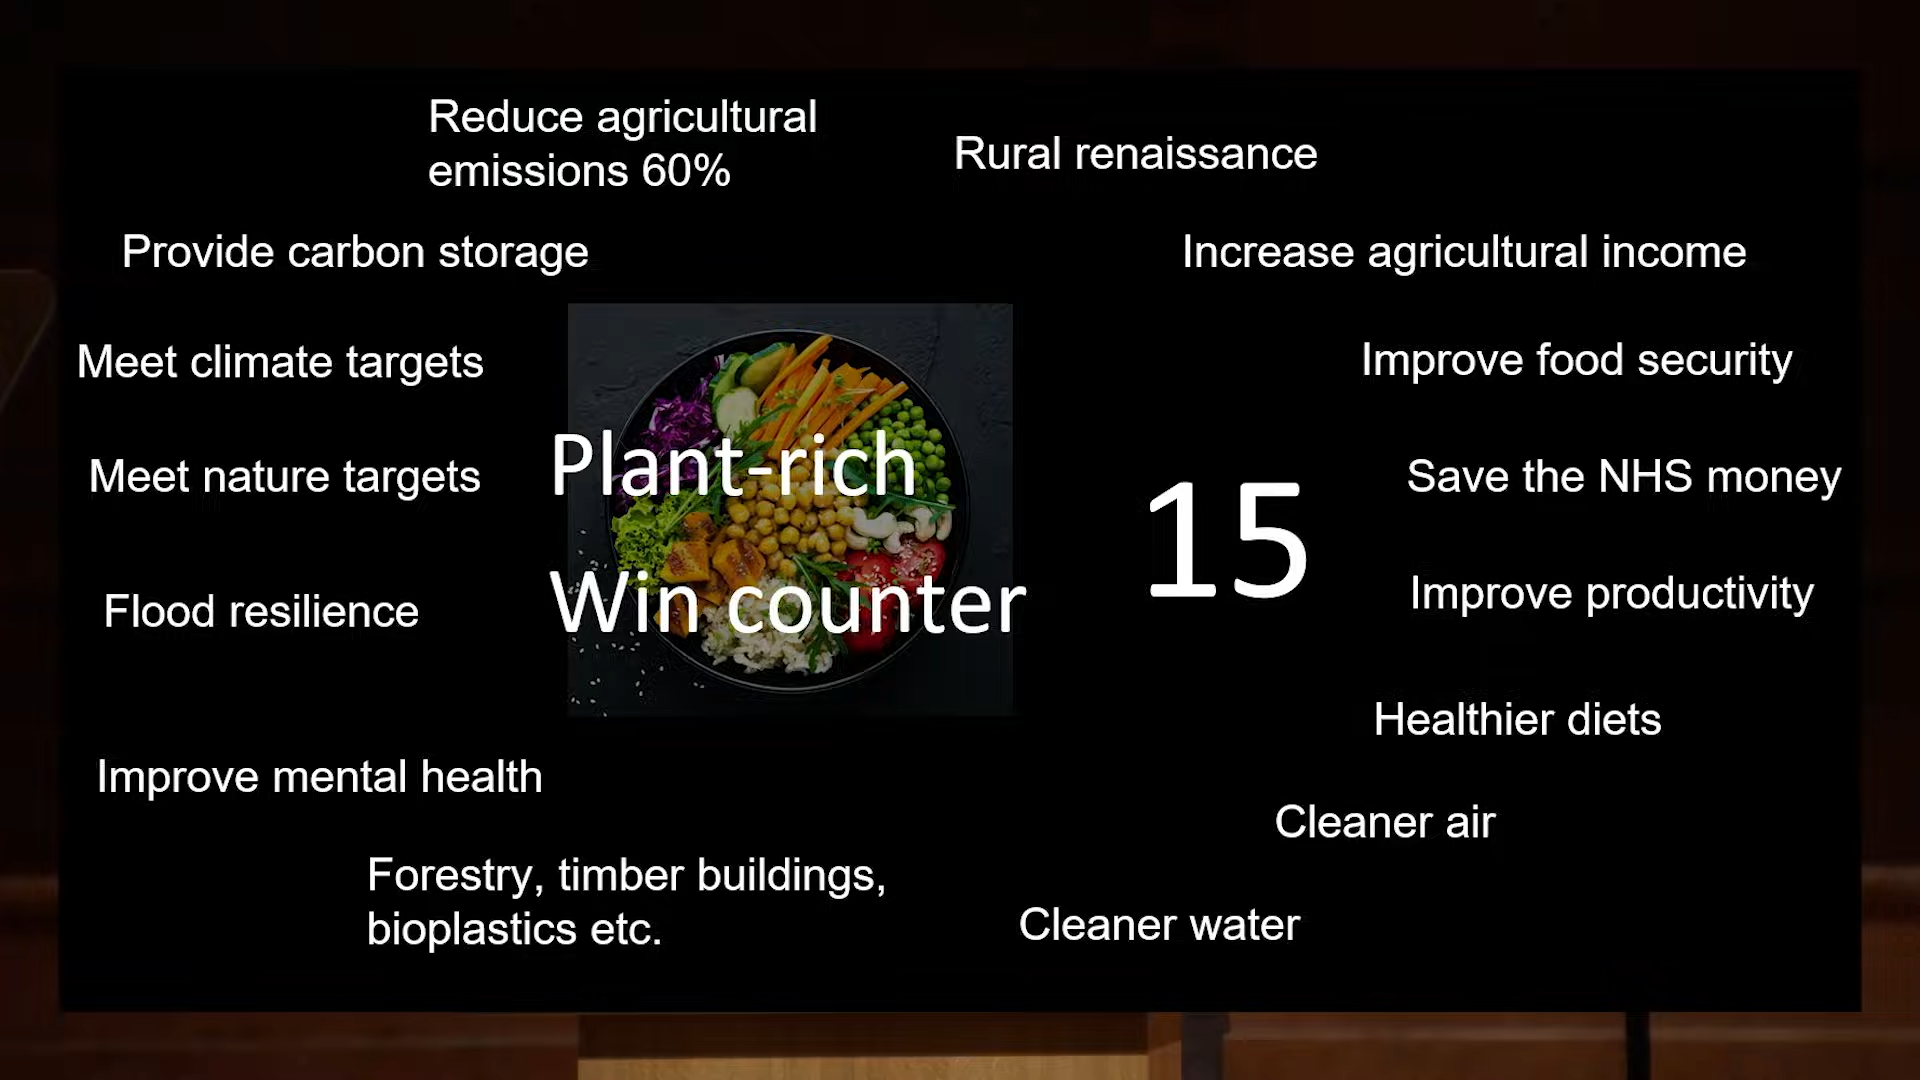 Reduce agricultural
emissions 60%
Rural renaissance
Provide carbon storage
Increase agricultural income
Meet climate targets
Improve food security
Plant-rich
Win counter
15
Meet nature targets
Save the NHS money
Flood resilience
Improve productivity
Healthier diets
Improve mental health
Cleaner air
Forestry, timber buildings,
bioplastics etc.
Cleaner water